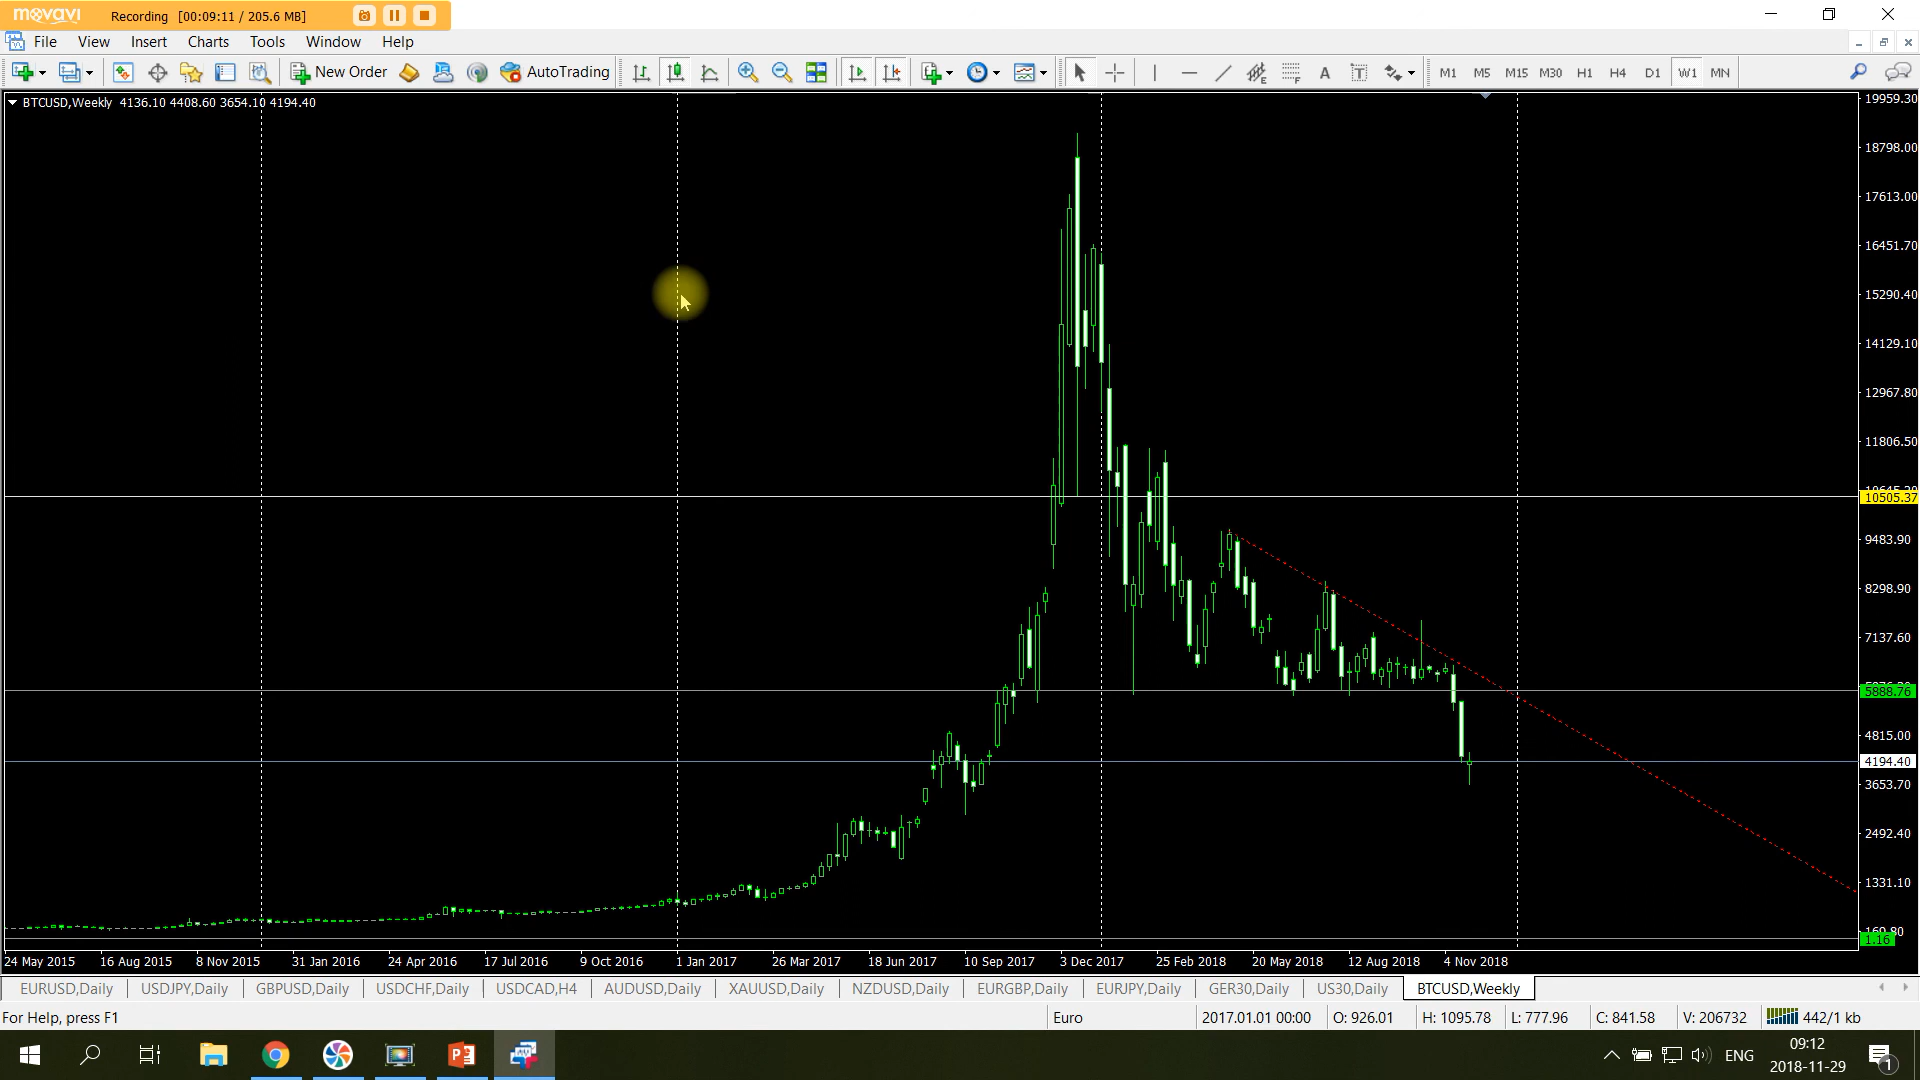 movavi Recording [00:09:11 / 205.6 MB]
File View Insert Charts Tools Window Help
New Order AutoTrading A T M1 M5 M15 M30 H1 H4 D1 W1 MN
BTCUSD,Weekly 4136.10 4408.60 3654.10 4194.40
19959.30
18798.00
17613.00
16451.70
15290.40
14129.10
12967.80
11806.50
10505.37
9483.90
8298.90
7137.60
5888.76
4815.00
4194.40
3653.70
2492.40
1331.10
160.80
1.16
24 May 2015 16 Aug 2015 8 Nov 2015 31 Jan 2016 24 Apr 2016 17 Jul 2016 9 Oct 2016 1 Jan 2017 26 Mar 2017 18 Jun 2017 10 Sep 2017 3 Dec 2017 25 Feb 2018 20 May 2018 12 Aug 2018 4 Nov 2018
EURUSD,Daily USDJPY,Daily GBPUSD,Daily USDCHF,Daily USDCAD,H4 AUDUSD,Daily XAUUSD,Daily NZDUSD,Daily EURGBP,Daily EURJPY,Daily GER30,Daily US30,Daily BTCUSD,Weekly
For Help, press F1 Euro 2017.01.01 00:00 O: 926.01 H: 1095.78 L: 777.96 C: 841.58 V: 206732 442/1 kb
ENG 09:12
2018-11-29 1